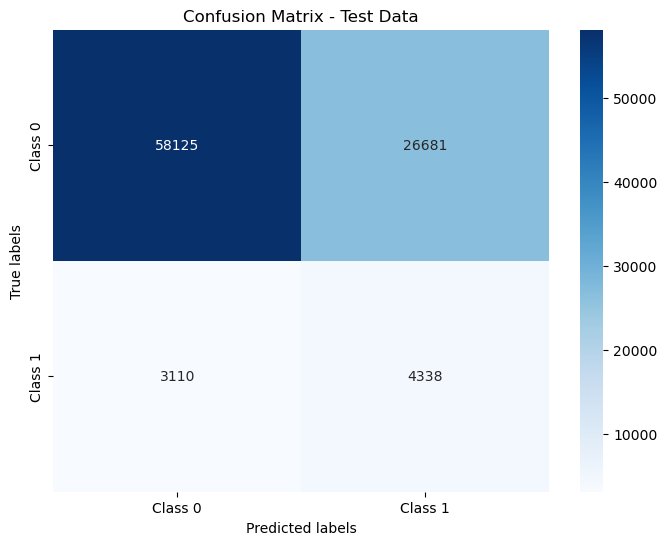 Confusion Matrix - Test Data
True labels
Class 0
58125
26681
Class 1
3110
4338
Class 0
Class 1
Predicted labels
50000
40000
30000
20000
10000